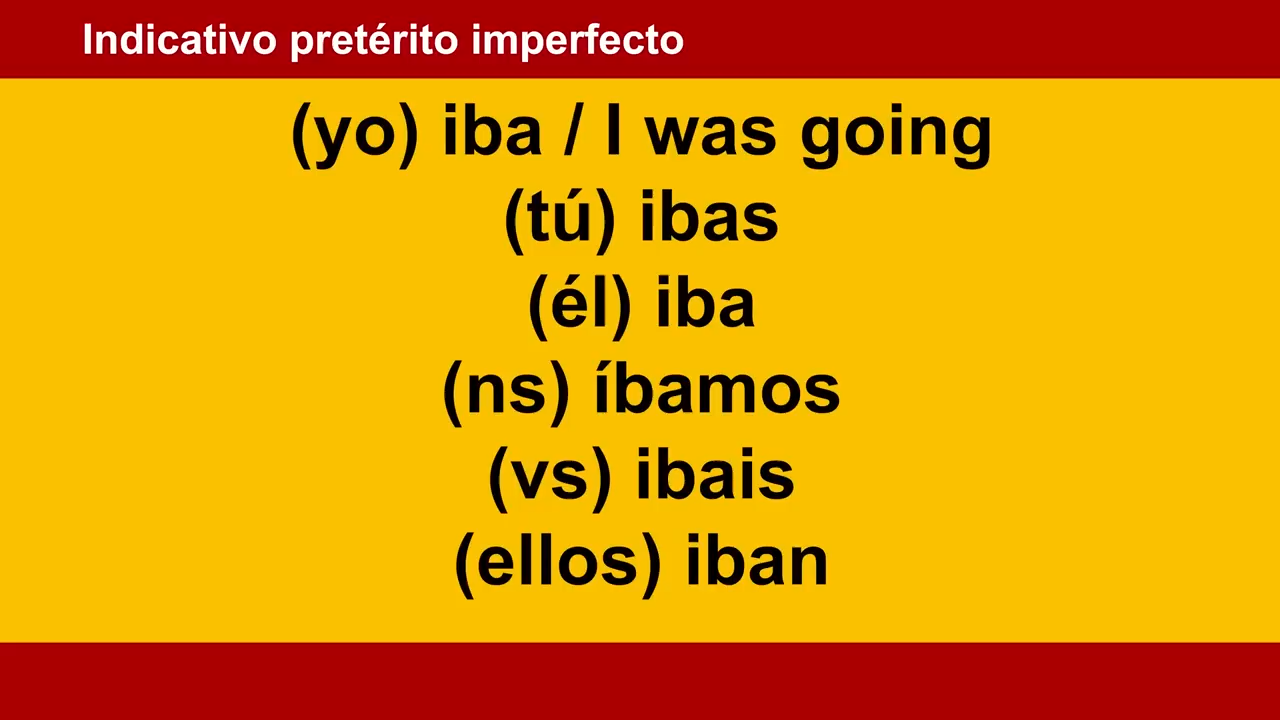 Indicativo pretérito imperfecto
(yo) iba / I was going
(tú) ibas
(él) iba
(ns) íbamos
(vs) ibais
(ellos) iban